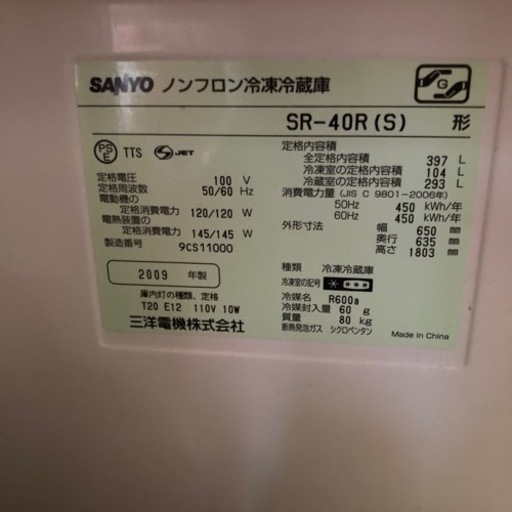 SANYO ノンフロン冷凍冷蔵庫
G
SR-40R(S) 形
PSE TTS S JET
定格電圧 100 V
定格周波数 50/60 Hz
電動機の
定格消費電力 120/120 W
電熱装置の
定格消費電力 145/145 W
製造番号 9CS11000
2009 年製
庫内灯の種類、定格
T20 E12 110V 10W
三洋電機株式会社
定格内容積
全定格内容積 397 L
冷凍室の定格内容積 104 L
冷蔵室の定格内容積 293 L
消費電力量 (JIS C 9801-2006年)
50Hz 450 kWh/年
60Hz 450 kWh/年
外形寸法 幅 650 mm
奥行 635 mm
高さ 1803 mm
種類 冷凍冷蔵庫
冷凍室の記号 * ***
冷媒名 R600a
冷媒封入量 60 g
質量 80 kg
断熱発泡ガス シクロペンタン
Made in China